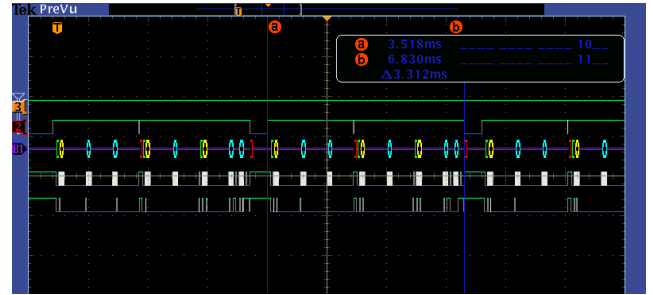 Tek PreVu
T
T
a
b
a 3.518ms ____ ____ ____ 10__
b 6.830ms ____ ____ ____ 11__
Δ3.312ms
3
2
B1